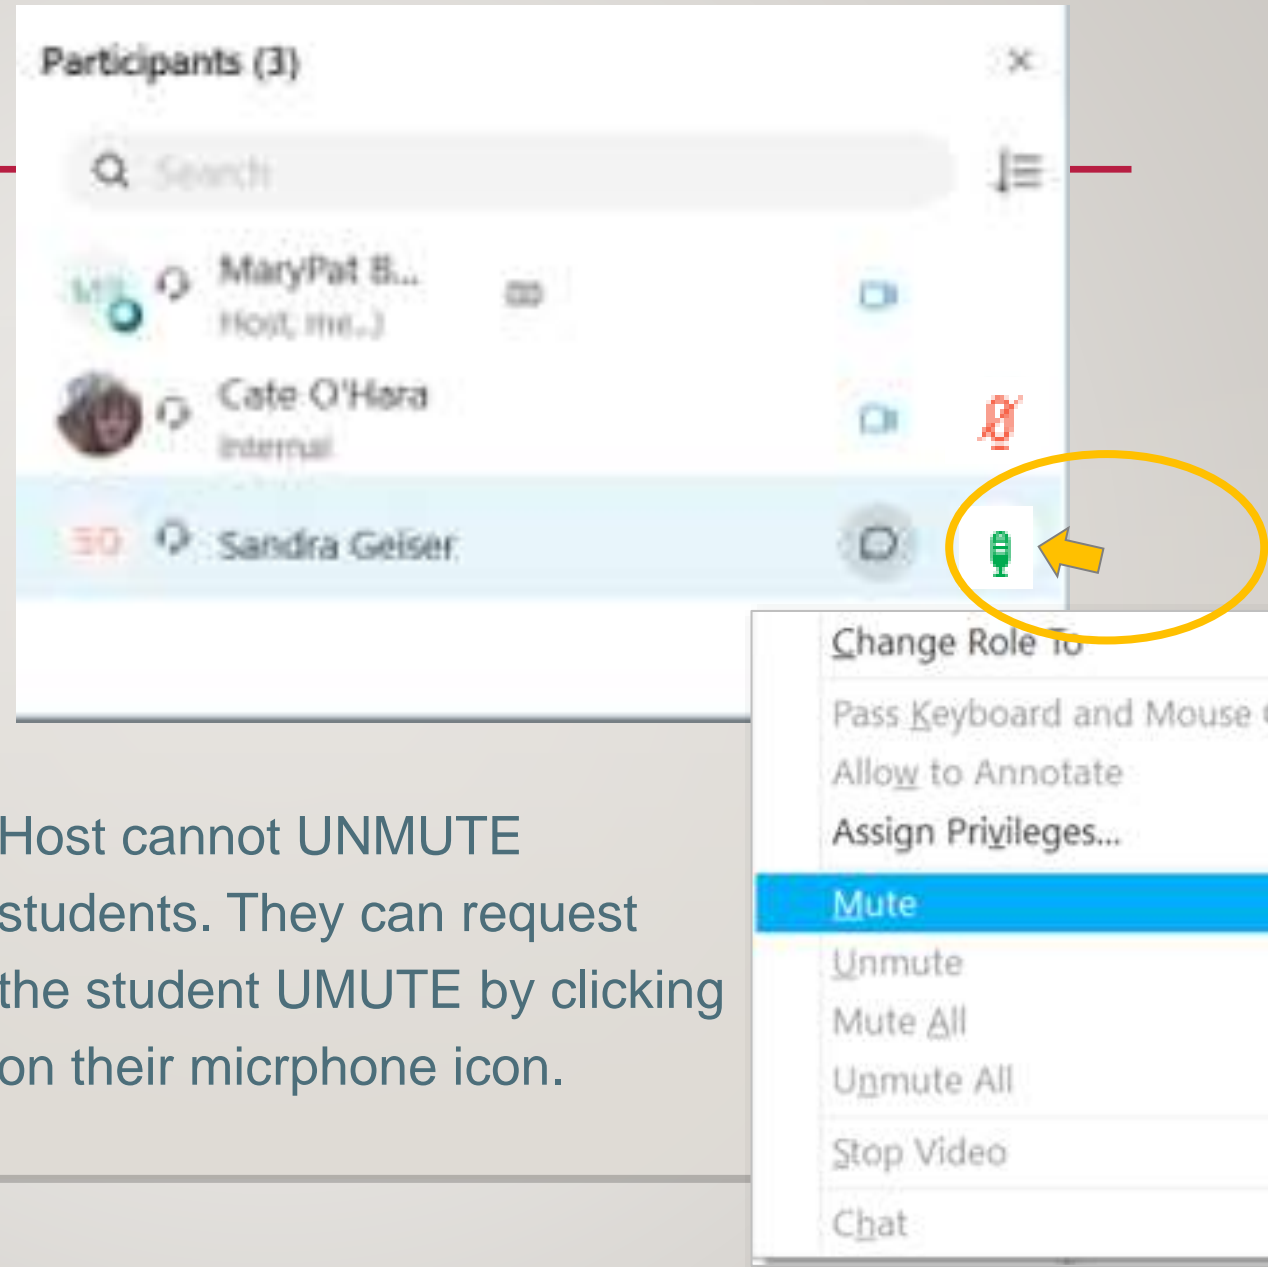 Participants (3)
Search
MaryPat B...
Host, me...)
Cate O'Hara
Internal
Sandra Geiser
Change Role To
Pass Keyboard and Mouse
Allow to Annotate
Assign Privileges...
Mute
Unmute
Mute All
Unmute All
Stop Video
Chat
Host cannot UNMUTE
students. They can request
the student UMUTE by clicking
on their micrphone icon.